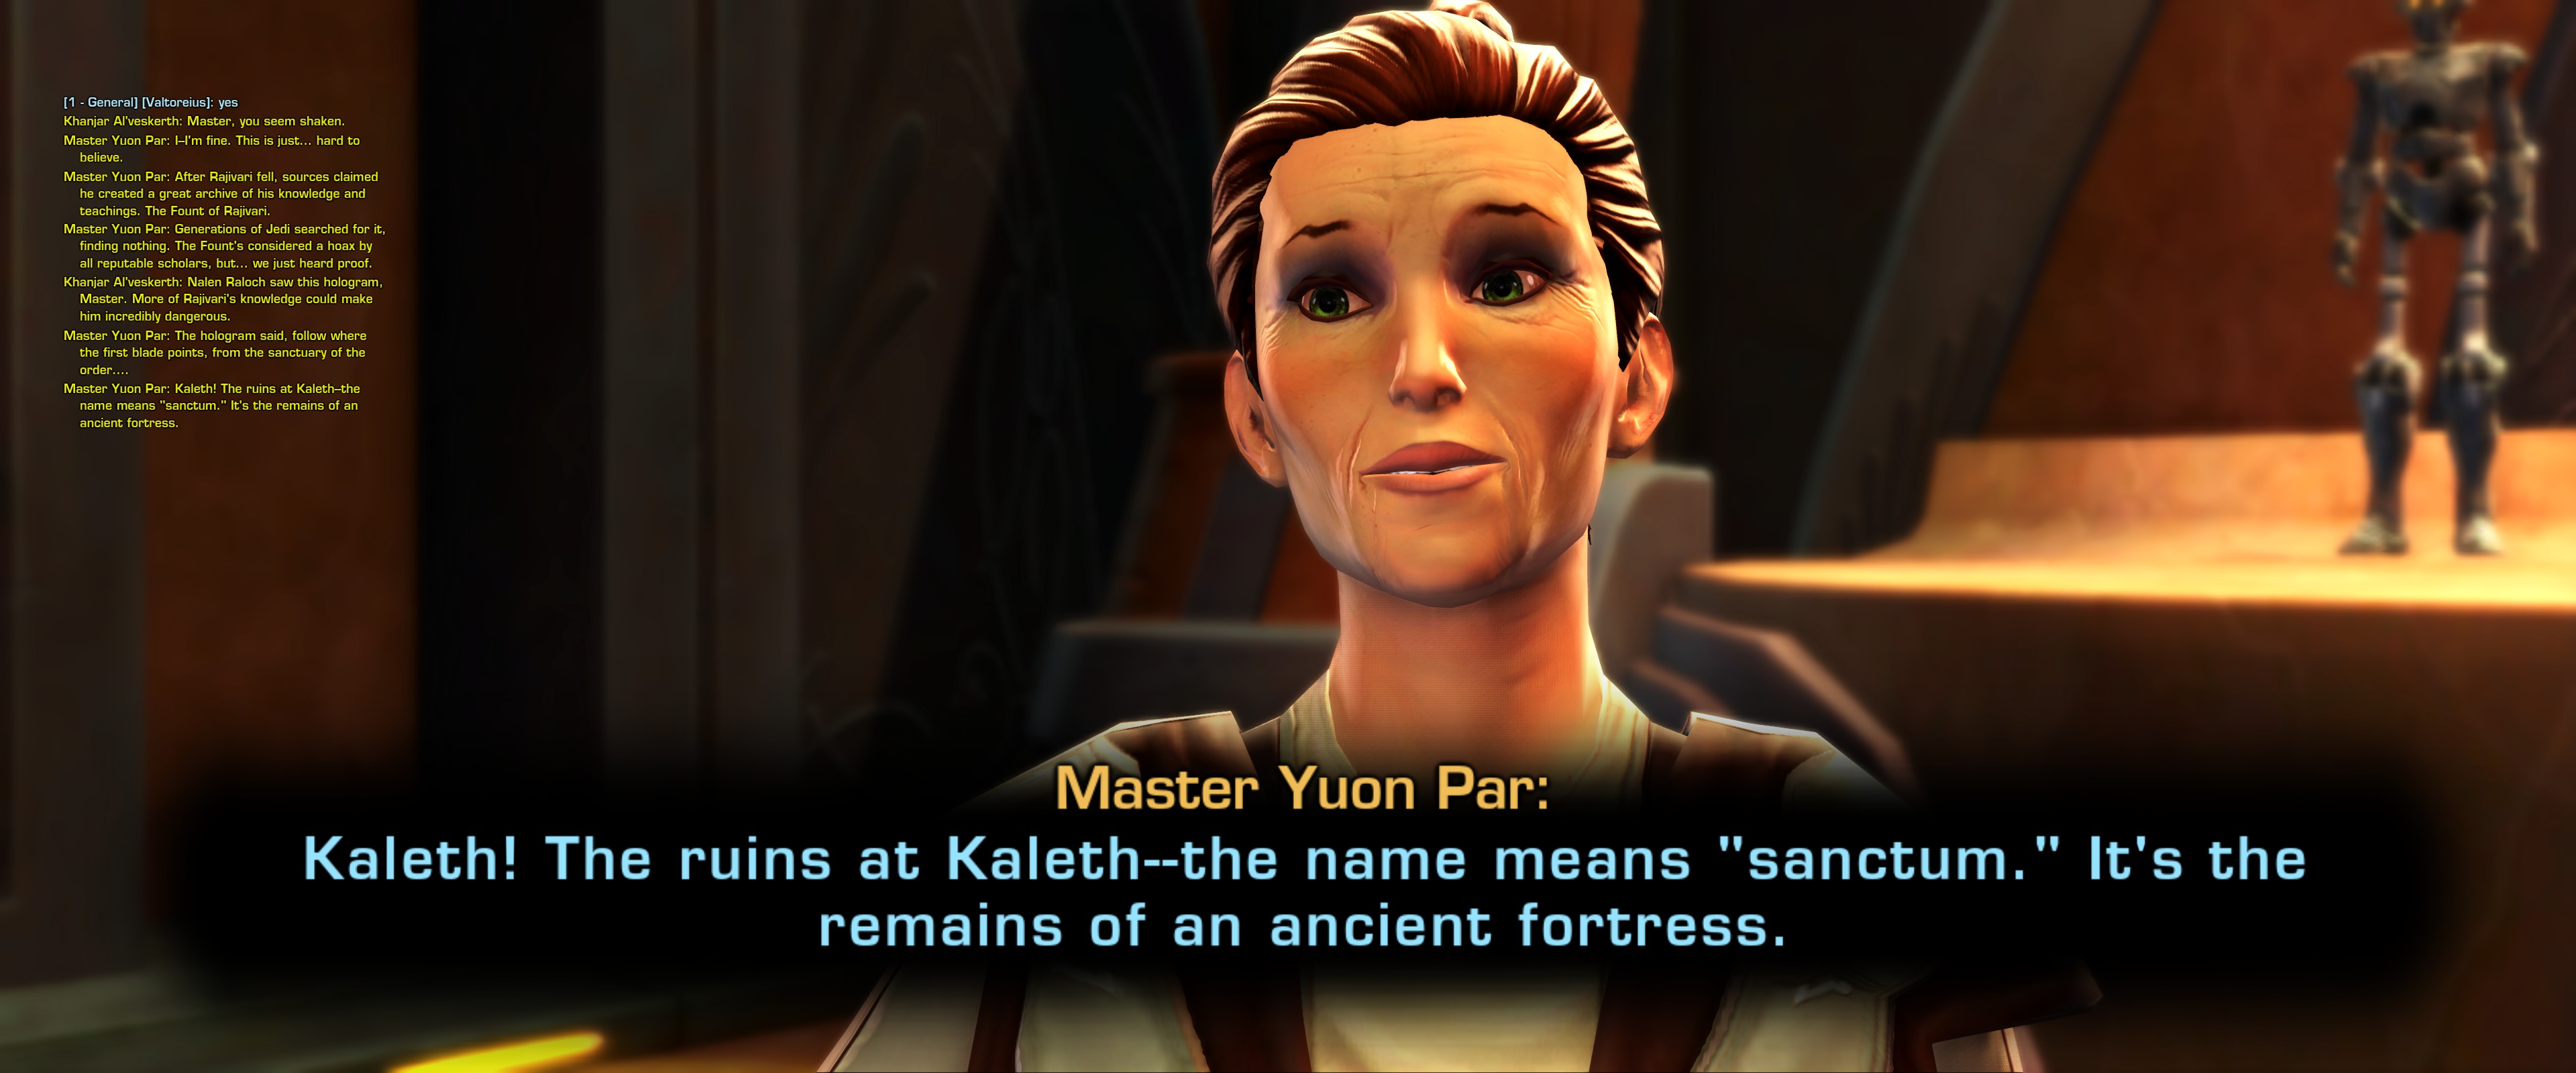 [1 - General] [Valtoreius]: yes
Khanjar Al'veskerth: Master, you seem shaken.
Master Yuon Par: I--I'm fine. This is just... hard to
believe.
Master Yuon Par: After Rajivari fell, sources claimed
he created a great archive of his knowledge and
teachings. The Fount of Rajivari.
Master Yuon Par: Generations of Jedi searched for it,
finding nothing. The Fount's considered a hoax by
all reputable scholars, but... we just heard proof.
Khanjar Al'veskerth: Nalen Raloch saw this hologram,
Master. More of Rajivari's knowledge could make
him incredibly dangerous.
Master Yuon Par: The hologram said, follow where
the first blade points, from the sanctuary of the
order....
Master Yuon Par: Kaleth! The ruins at Kaleth--the
name means "sanctum." It's the remains of an
ancient fortress.
Master Yuon Par:
Kaleth! The ruins at Kaleth--the name means "sanctum." It's the
remains of an ancient fortress.